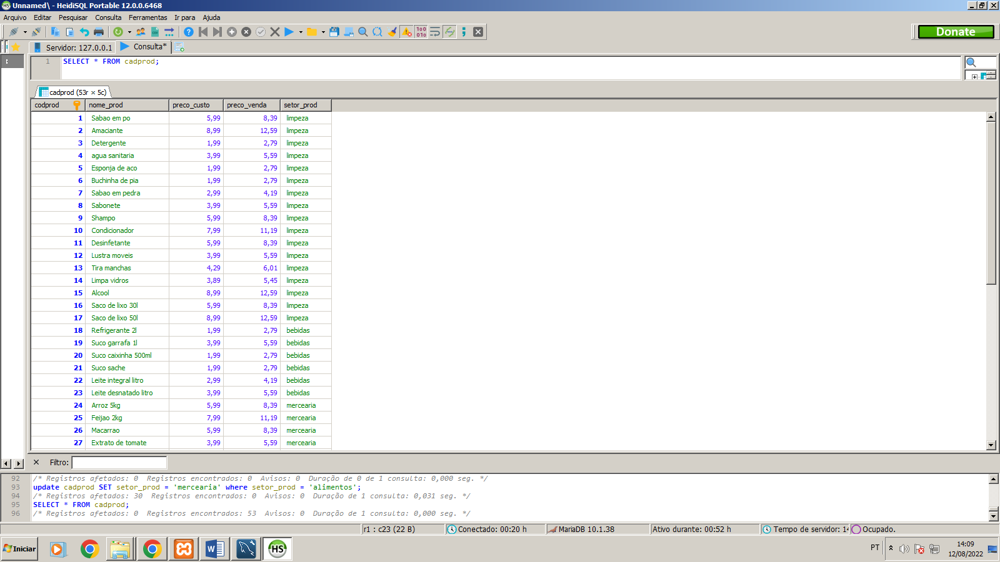 Unnamed\ - HeidiSQL Portable 12.0.0.6468
Arquivo Editar Pesquisar Consulta Ferramentas Ir para Ajuda
Donate
Servidor: 127.0.0.1 Consulta*
1 SELECT * FROM cadprod;
cadprod (53r × 5c)
codprod nome_prod preco_custo preco_venda setor_prod
1 Sabao em po 5,99 8,39 limpeza
2 Amaciante 8,99 12,59 limpeza
3 Detergente 1,99 2,79 limpeza
4 agua sanitaria 3,99 5,59 limpeza
5 Esponja de aco 1,99 2,79 limpeza
6 Buchinha de pia 1,99 2,79 limpeza
7 Sabao em pedra 2,99 4,19 limpeza
8 Sabonete 3,99 5,59 limpeza
9 Shampo 5,99 8,39 limpeza
10 Condicionador 7,99 11,19 limpeza
11 Desinfetante 5,99 8,39 limpeza
12 Lustra moveis 3,99 5,59 limpeza
13 Tira manchas 4,29 6,01 limpeza
14 Limpa vidros 3,89 5,45 limpeza
15 Alcool 8,99 12,59 limpeza
16 Saco de lixo 30l 5,99 8,39 limpeza
17 Saco de lixo 50l 8,99 12,59 limpeza
18 Refrigerante 2l 1,99 2,79 bebidas
19 Suco garrafa 1l 3,99 5,59 bebidas
20 Suco caixinha 500ml 1,99 2,79 bebidas
21 Suco sache 1,99 2,79 bebidas
22 Leite integral litro 2,99 4,19 bebidas
23 Leite desnatado litro 3,99 5,59 bebidas
24 Arroz 5kg 5,99 8,39 mercearia
25 Feijao 2kg 7,99 11,19 mercearia
26 Macarrao 5,99 8,39 mercearia
27 Extrato de tomate 3,99 5,59 mercearia
Filtro:
92 /* Registros afetados: 0 Registros encontrados: 0 Avisos: 0 Duração de 0 de 1 consulta: 0,000 seg. */
93 update cadprod SET setor_prod = 'mercearia' where setor_prod = 'alimentos';
94 /* Registros afetados: 30 Registros encontrados: 0 Avisos: 0 Duração de 1 consulta: 0,031 seg. */
95 SELECT * FROM cadprod;
96 /* Registros afetados: 0 Registros encontrados: 53 Avisos: 0 Duração de 1 consulta: 0,000 seg. */
r1 : c23 (22 B) Conectado: 00:20 h MariaDB 10.1.38 Ativo durante: 00:52 h Tempo de servidor: 14 Ocupado.
Iniciar HS PT 14:09
12/08/2022